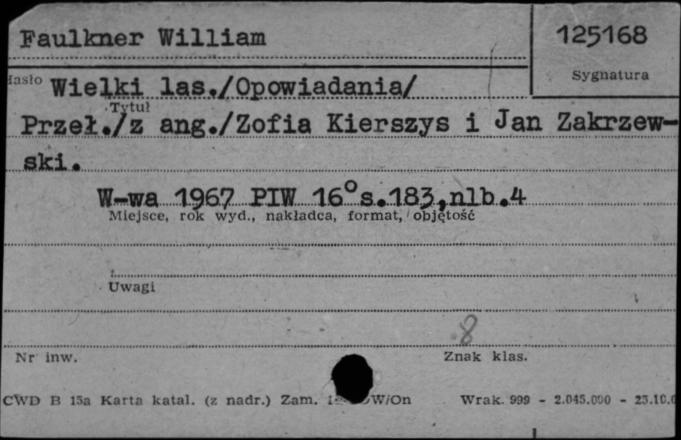 Faulkner William
125168
Sygnatura
Hasło Wielki las./Opowiadania/
Tytuł
Przeł./z ang./Zofia Kierszys i Jan Zakrzew-
ski.
W-wa 1967 PIW 16° s.183,nlb.4
Miejsce, rok wyd., nakładca, format, objętość
Uwagi
8
Nr inw.
Znak klas.
CWD B 15a Karta katal. (z nadr.) Zam. W/On Wrak. 999 - 2.045.000 - 25.10.6